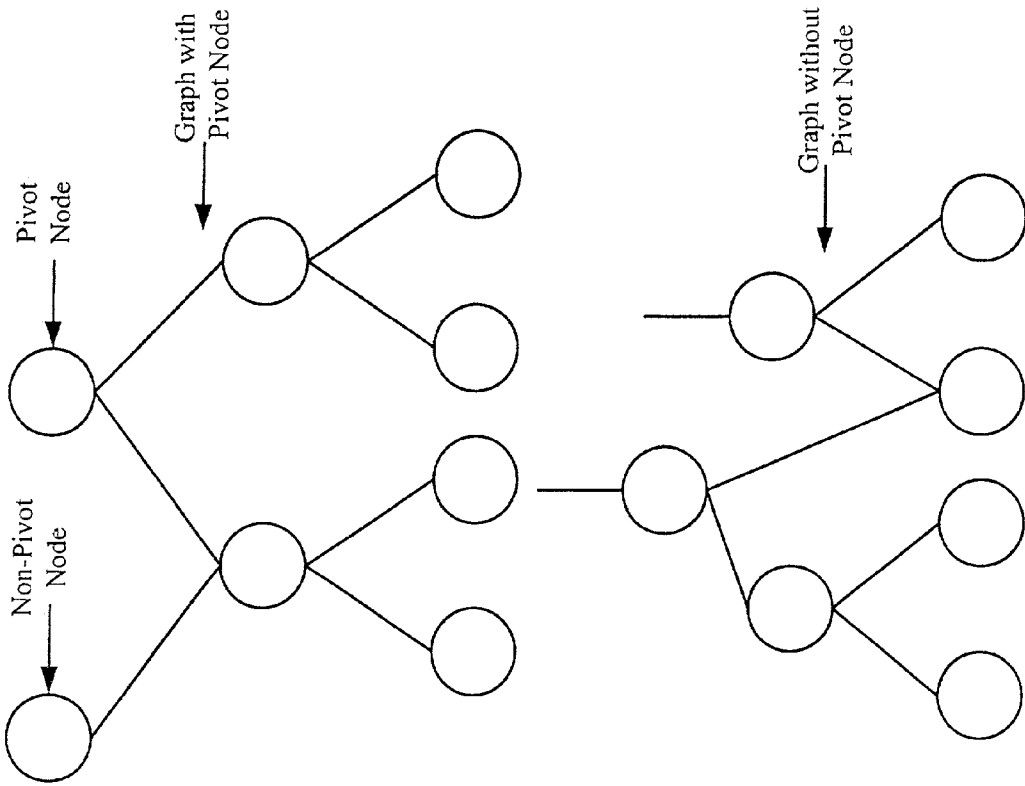 Non-Pivot
Node
Pivot
Node
Graph with
Pivot Node
Graph without
Pivot Node